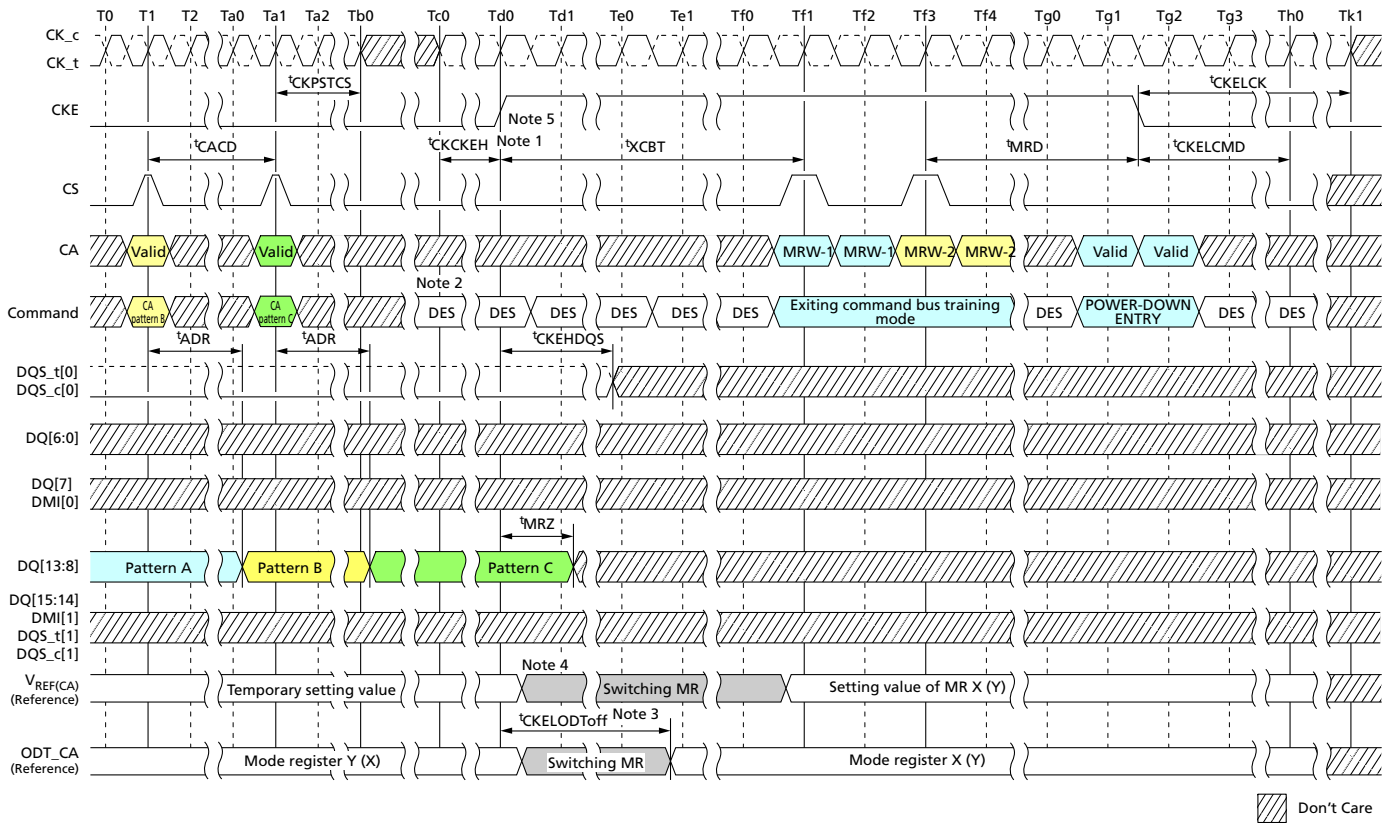 T0 T1 T2 Ta0 Ta1 Ta2 Tb0 Tc0 Td0 Td1 Te0 Te1 Tf0 Tf1 Tf2 Tf3 Tf4 Tg0 Tg1 Tg2 Tg3 Th0 Tk1
CK_c
CK_t
tCKPSTCS
tCKELCK
CKE
Note 5
tCACD
tCKCKEH
Note 1
tXCBT
tMRD
tCKELCMD
CS
CA
Valid Valid MRW-1 MRW-1 MRW-2 MRW-2 Valid Valid
Note 2
Command
CA pattern B
CA pattern C
DES DES DES DES DES DES
Exiting command bus training mode
DES
POWER-DOWN ENTRY
DES DES
tADR tADR tCKEHDQS
DQS_t[0]
DQS_c[0]
DQ[6:0]
DQ[7]
DMI[0]
tMRZ
DQ[13:8]
Pattern A Pattern B Pattern C
DQ[15:14]
DMI[1]
DQS_t[1]
DQS_c[1]
Note 4
VREF(CA)
(Reference)
Temporary setting value Switching MR Setting value of MR X (Y)
tCKELODToff Note 3
ODT_CA
(Reference)
Mode register Y (X) Switching MR Mode register X (Y)
Don't Care